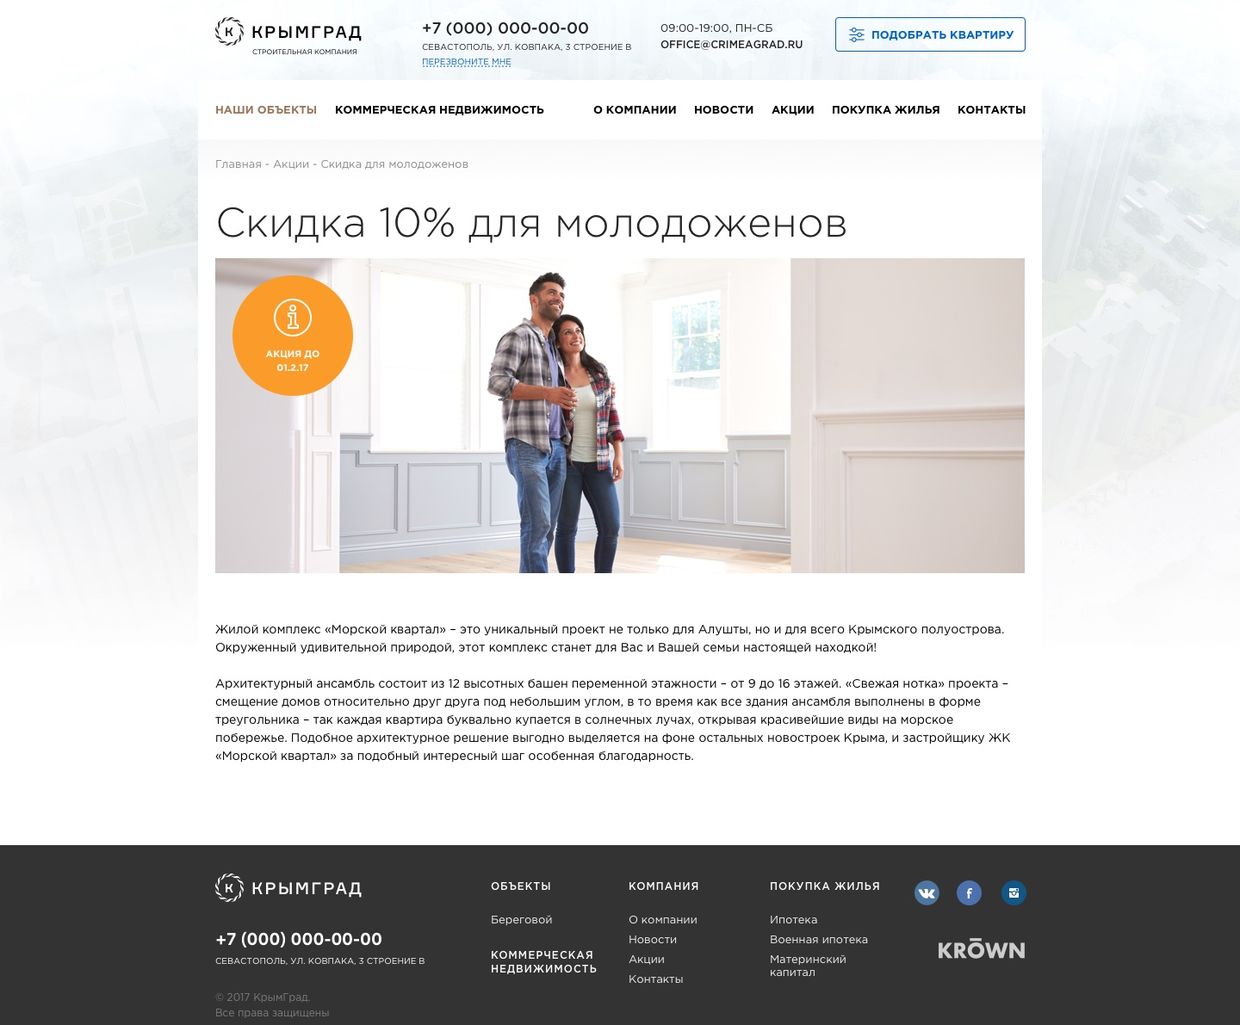 КРЫМГРАД
СТРОИТЕЛЬНАЯ КОМПАНИЯ
+7 (000) 000-00-00
СЕВАСТОПОЛЬ, УЛ. КОВПАКА, 3 СТРОЕНИЕ В
ПЕРЕЗВОНИТЕ МНЕ
09:00-19:00, ПН-СБ
OFFICE@CRIMEAGRAD.RU
ПОДОБРАТЬ КВАРТИРУ
НАШИ ОБЪЕКТЫ КОММЕРЧЕСКАЯ НЕДВИЖИМОСТЬ О КОМПАНИИ НОВОСТИ АКЦИИ ПОКУПКА ЖИЛЬЯ КОНТАКТЫ
Главная - Акции - Скидка для молодоженов
Скидка 10% для молодоженов
АКЦИЯ ДО
01.2.17
Жилой комплекс «Морской квартал» – это уникальный проект не только для Алушты, но и для всего Крымского полуострова.
Окруженный удивительной природой, этот комплекс станет для Вас и Вашей семьи настоящей находкой!
Архитектурный ансамбль состоит из 12 высотных башен переменной этажности – от 9 до 16 этажей. «Свежая нотка» проекта –
смещение домов относительно друг друга под небольшим углом, в то время как все здания ансамбля выполнены в форме
треугольника – так каждая квартира буквально купается в солнечных лучах, открывая красивейшие виды на морское
побережье. Подобное архитектурное решение выгодно выделяется на фоне остальных новостроек Крыма, и застройщику ЖК
«Морской квартал» за подобный интересный шаг особенная благодарность.
КРЫМГРАД
+7 (000) 000-00-00
СЕВАСТОПОЛЬ, УЛ. КОВПАКА, 3 СТРОЕНИЕ В
© 2017 КрымГрад.
Все права защищены
ОБЪЕКТЫ
Береговой
КОММЕРЧЕСКАЯ
НЕДВИЖИМОСТЬ
КОМПАНИЯ
О компании
Новости
Акции
Контакты
ПОКУПКА ЖИЛЬЯ
Ипотека
Военная ипотека
Материнский
капитал
KRŌWN